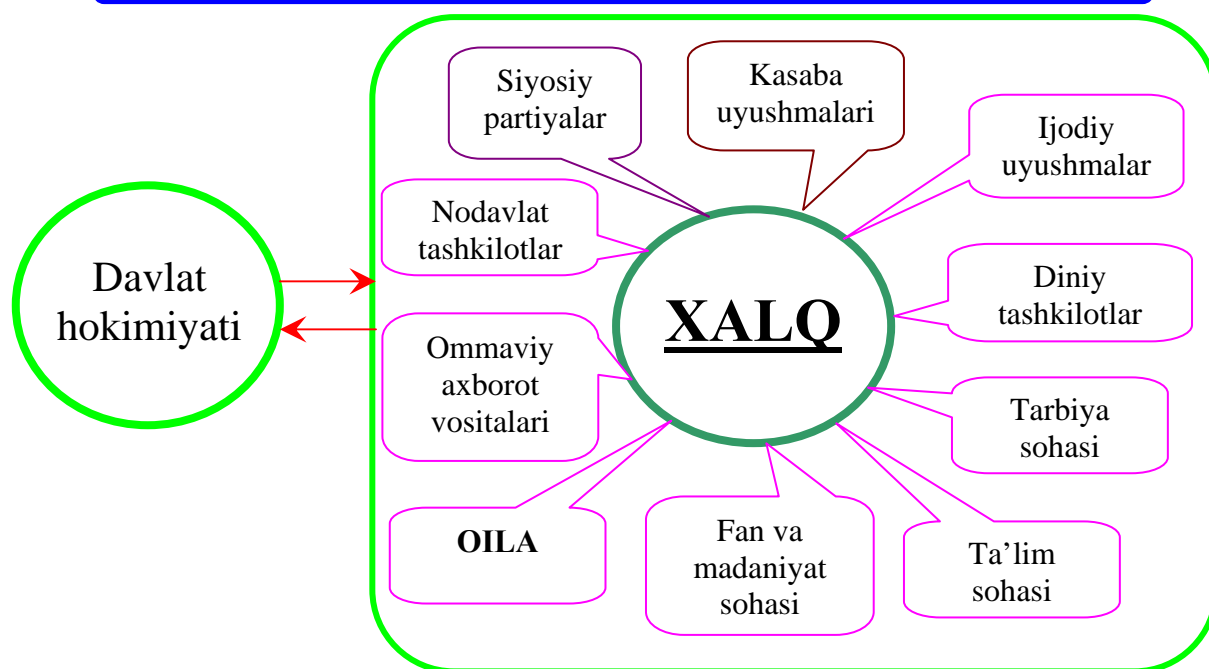 Siyosiy
partiyalar
Kasaba
uyushmalari
Ijodiy
uyushmalar
Nodavlat
tashkilotlar
Davlat
hokimiyati
XALQ
Diniy
tashkilotlar
Ommaviy
axborot
vositalari
Tarbiya
sohasi
OILA
Fan va
madaniyat
sohasi
Ta’lim
sohasi